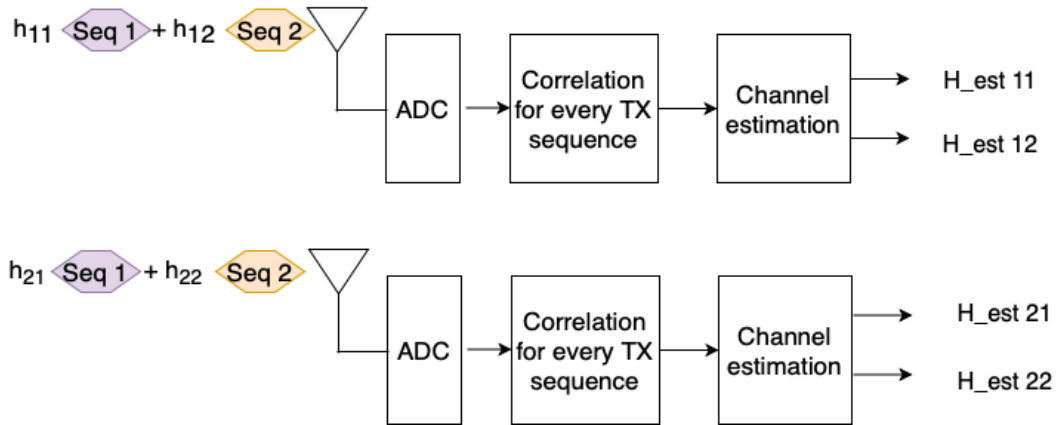 h11 Seq 1 + h12 Seq 2
ADC
Correlation
for every TX
sequence
Channel
estimation
H_est 11
H_est 12
h21 Seq 1 + h22 Seq 2
ADC
Correlation
for every TX
sequence
Channel
estimation
H_est 21
H_est 22